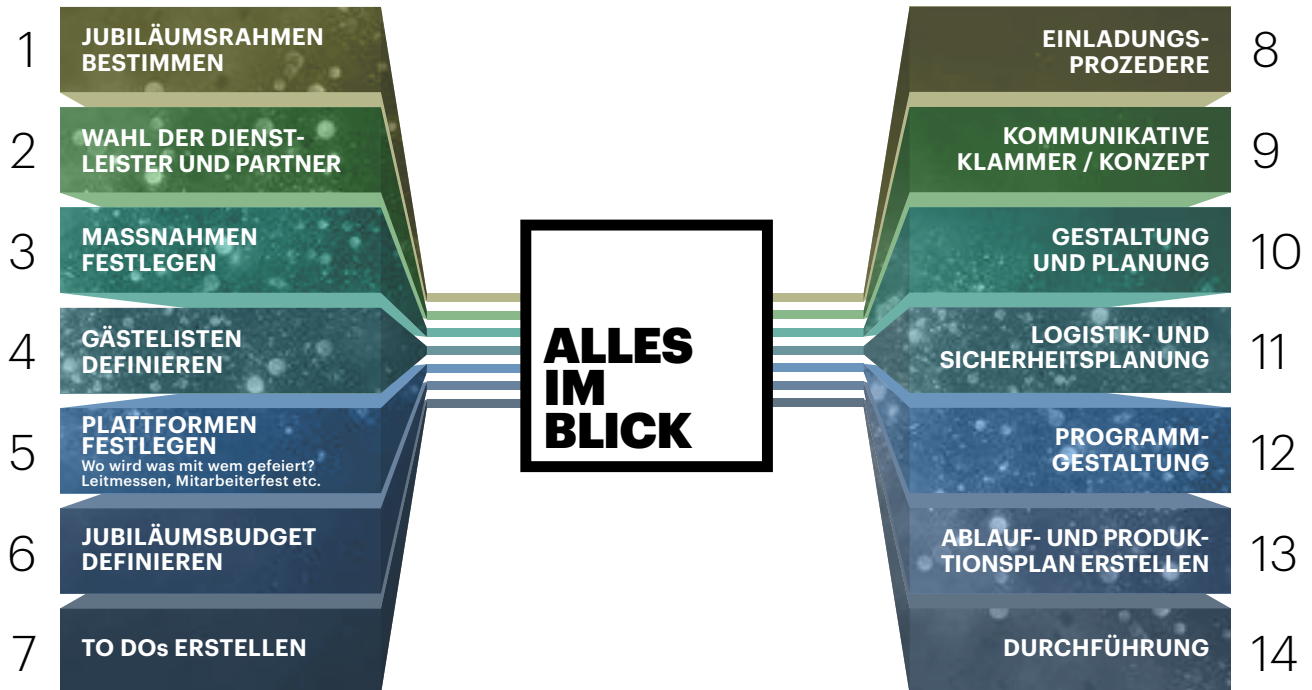 1
JUBILÄUMSRAHMEN
BESTIMMEN
2
WAHL DER DIENST-
LEISTER UND PARTNER
3
MASSNAHMEN
FESTLEGEN
4
GÄSTELISTEN
DEFINIEREN
5
PLATTFORMEN
FESTLEGEN
Wo wird was mit wem gefeiert?
Leitmessen, Mitarbeiterfest etc.
6
JUBILÄUMSBUDGET
DEFINIEREN
7
TO DOs ERSTELLEN
ALLES
IM
BLICK
EINLADUNGS-
PROZEDERE
8
KOMMUNIKATIVE
KLAMMER / KONZEPT
9
GESTALTUNG
UND PLANUNG
10
LOGISTIK- UND
SICHERHEITSPLANUNG
11
PROGRAMM-
GESTALTUNG
12
ABLAUF- UND PRODUK-
TIONSPLAN ERSTELLEN
13
DURCHFÜHRUNG
14